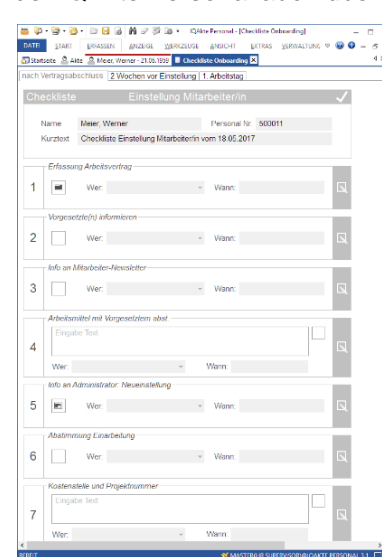 IQAkte Personal - [Checkliste Onboarding]
DATEI START ERFASSEN ANZEIGE WERKZEUGE ANSICHT EXTRAS VERWALTUNG
Startseite Akte Meier, Werner - 21.06.1959 Checkliste Onboarding
nach Vertragsabschluss 2 Wochen vor Einstellung 1. Arbeitstag
Checkliste Einstellung Mitarbeiter/in
Name Meier, Werner Personal Nr. 500011
Kurztext Checkliste Einstellung Mitarbeiter/in vom 18.05.2017
Erfassung Arbeitsvertrag
1 Wer: Wann:
Vorgesetzte(n) informieren
2 Wer: Wann:
Info an Mitarbeiter-Newsletter
3 Wer: Wann:
Arbeitsmittel mit Vorgesetztem abst.
Eingabe Text
4
Wer: Wann:
Info an Administrator: Neueinstellung
5 Wer: Wann:
Abstimmung Einarbeitung
6 Wer: Wann:
Kostenstelle und Projektnummer
Eingabe Text
7
Wer: Wann:
BEREIT